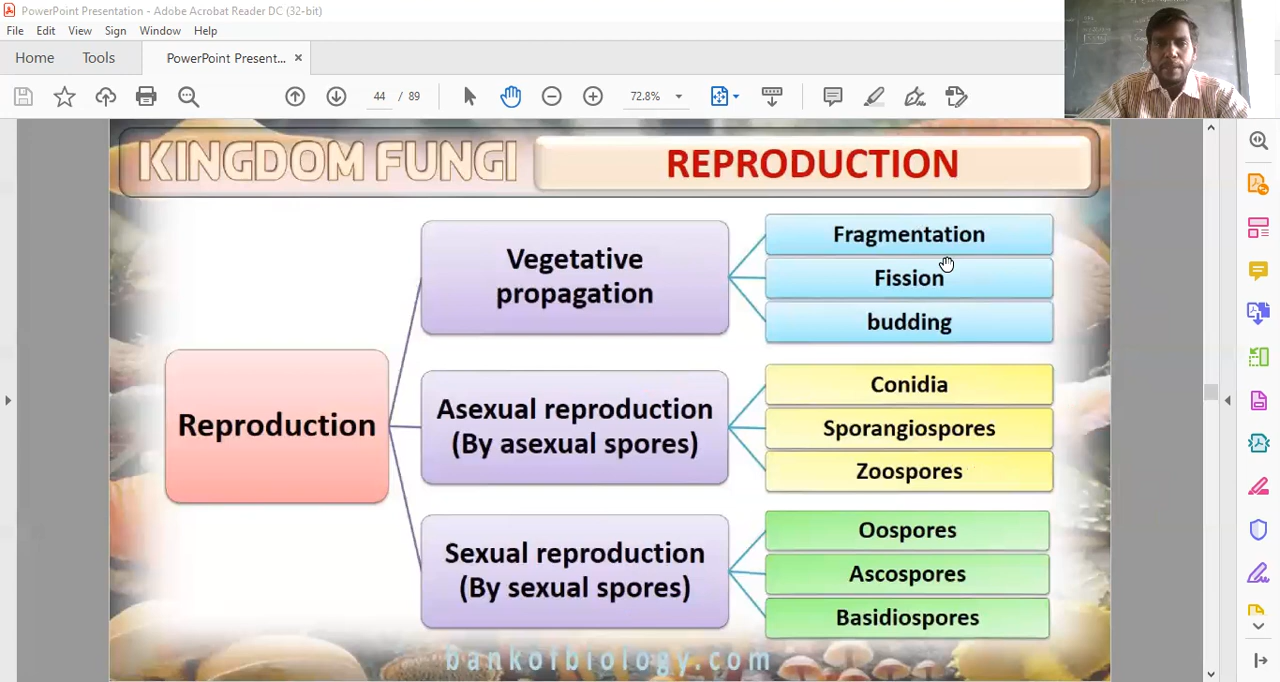 PowerPoint Presentation - Adobe Acrobat Reader DC (32-bit)
File Edit View Sign Window Help
Home Tools PowerPoint Present... ×
44 / 89 72.8%
KINGDOM FUNGI REPRODUCTION
Reproduction
Vegetative
propagation
Fragmentation
Fission
budding
Asexual reproduction
(By asexual spores)
Conidia
Sporangiospores
Zoospores
Sexual reproduction
(By sexual spores)
Oospores
Ascospores
Basidiospores
bankofbiology.com